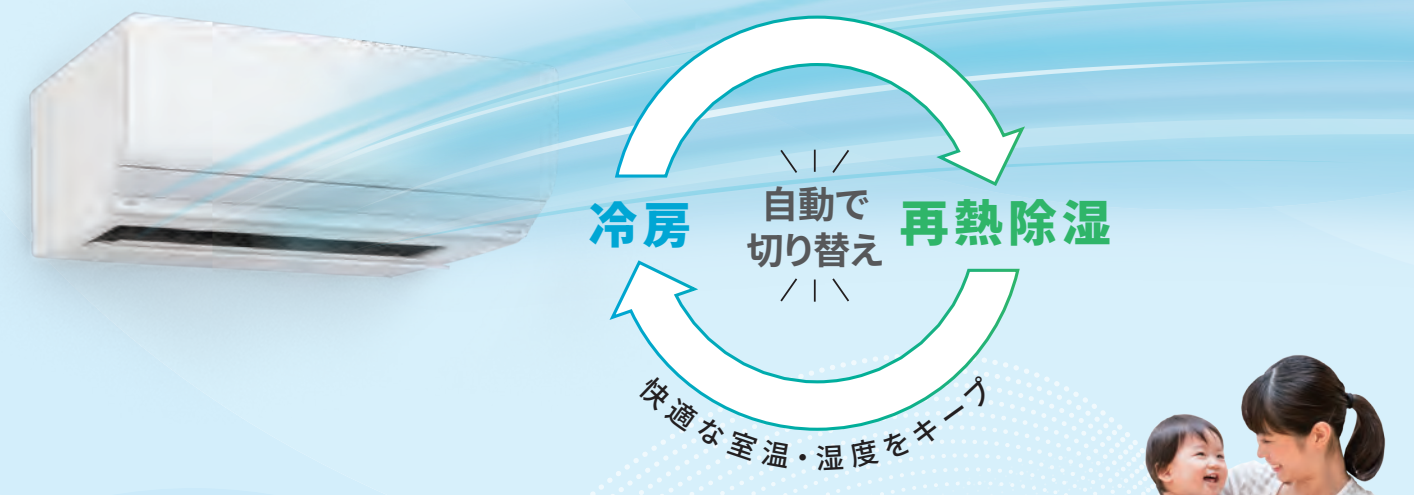 冷房
自動で
切り替え
再熱除湿
快適な室温・湿度をキープ